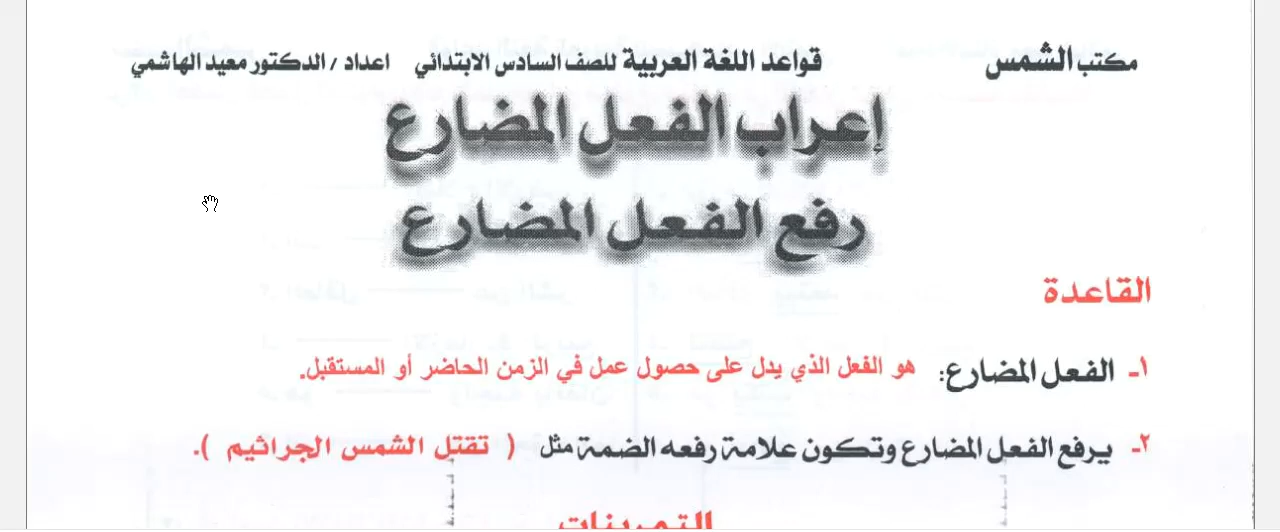 مكتب الشمس قواعد اللغة العربية للصف السادس الابتدائي اعداد / الدكتور معيد الهاشمي
إعراب الفعل المضارع
رفع الفعل المضارع
القاعدة
١- الفعل المضارع: هو الفعل الذي يدل على حصول عمل في الزمن الحاضر أو المستقبل.
٢- يرفع الفعل المضارع وتكون علامة رفعه الضمة مثل ( تقتل الشمس الجراثيم ).
التمرينات